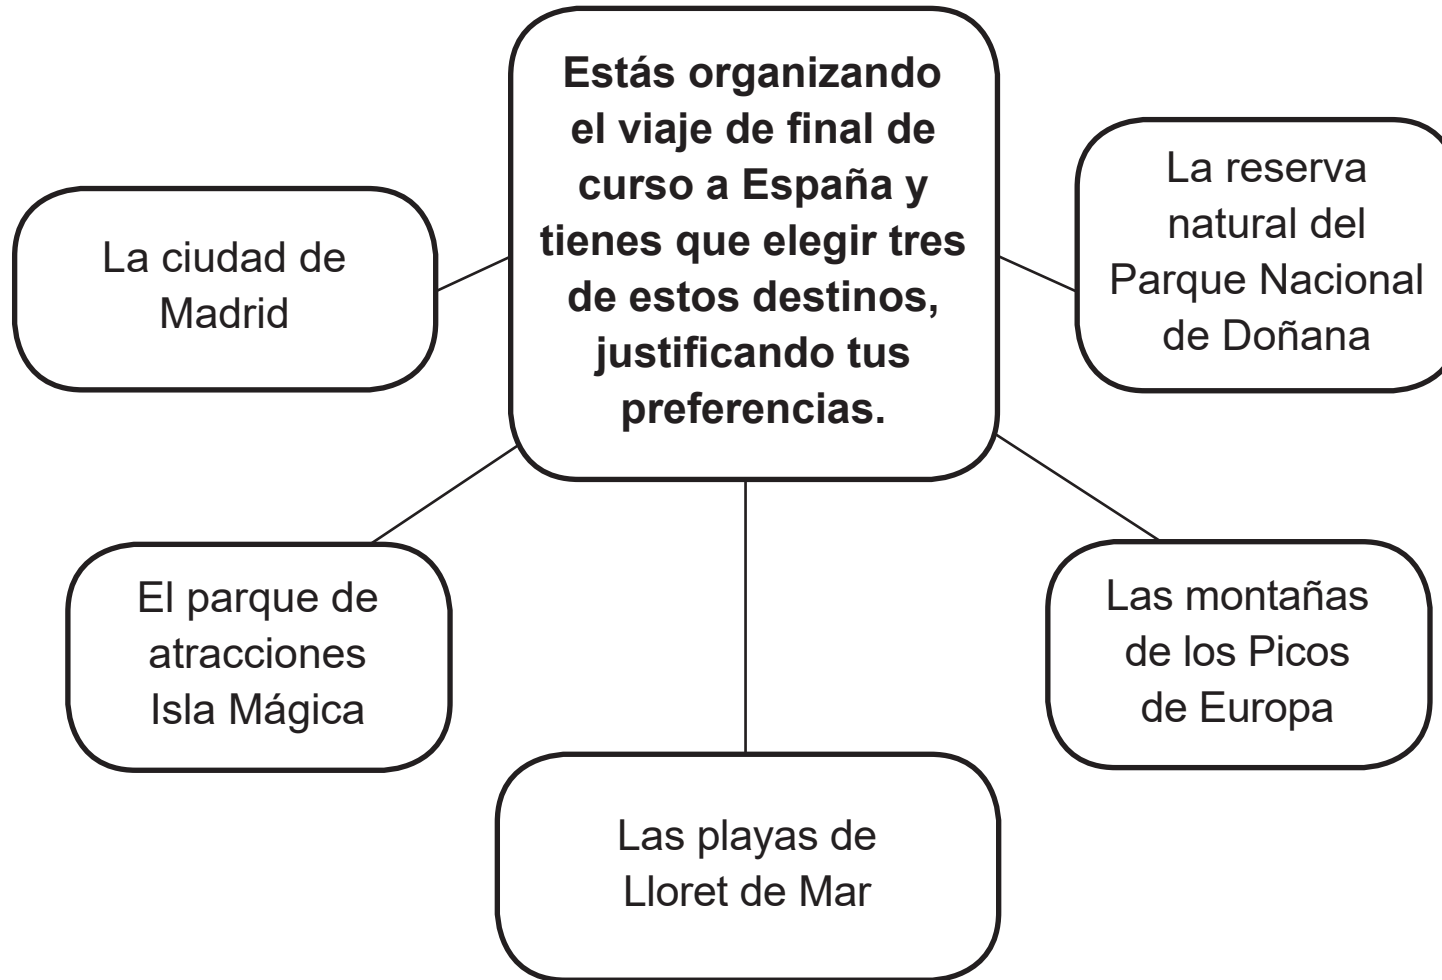 Estás organizando
el viaje de final de
curso a España y
tienes que elegir tres
de estos destinos,
justificando tus
preferencias.
La ciudad de
Madrid
La reserva
natural del
Parque Nacional
de Doñana
El parque de
atracciones
Isla Mágica
Las montañas
de los Picos
de Europa
Las playas de
Lloret de Mar